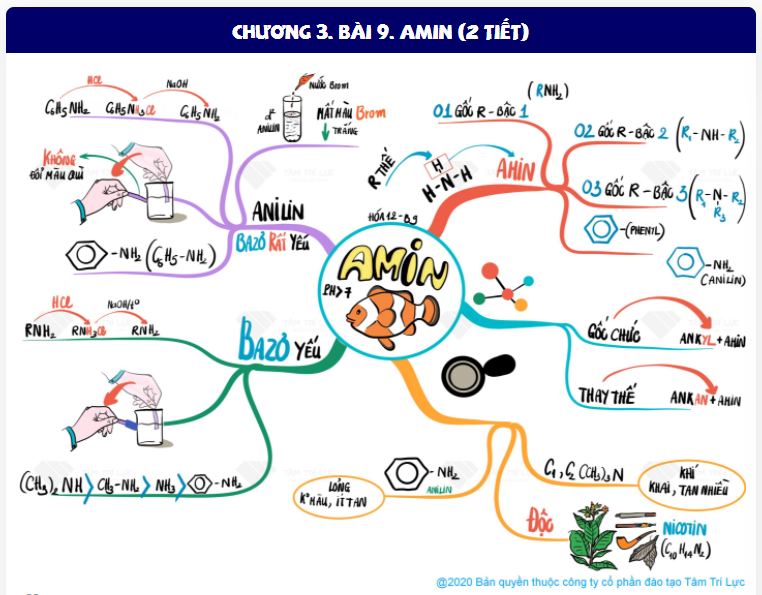 CHƯƠNG 3. BÀI 9. AMIN (2 TIẾT)
HÓA 12-B9
AMIN
PH>7
AMIN
R THẾ
H
H-N-H
01 GỐC R - BẬC 1
(RNH₂)
02 GỐC R - BẬC 2 (R₁-NH-R₂)
03 GỐC R - BẬC 3 (R₁-N-R₂
R₃)
-(PHENYL)
-NH₂
(ANILIN)
GỐC CHỨC
ANKYL + AMIN
THAY THẾ
ANKAN + AMIN
C₁, C₂ (CH₃)₃N
KHÍ
KHAI, TAN NHIỀU
-NH₂
ANILIN
LỎNG
K° MÀU, ÍT TAN
ĐỘC
NICOTIN
(C₁₀H₁₄N₂)
BAZƠ YẾU
HCl
NaOH/t°
RNH₂ RNH₃Cl RNH₂
(CH₃)₂NH > CH₃-NH₂ > NH₃ > -NH₂
ANILIN
BAZƠ RẤT YẾU
HCl
NaOH
C₆H₅NH₂ C₆H₅NH₃Cl C₆H₅NH₂
NƯỚC BROM
d²
ANILIN
MẤT MÀU BROM
↓ TRẮNG
KHÔNG
ĐỔI MÀU QUỲ
-NH₂ (C₆H₅-NH₂)
TÂM TRÍ LỰC
@2020 Bản quyền thuộc công ty cổ phần đào tạo Tâm Trí Lực